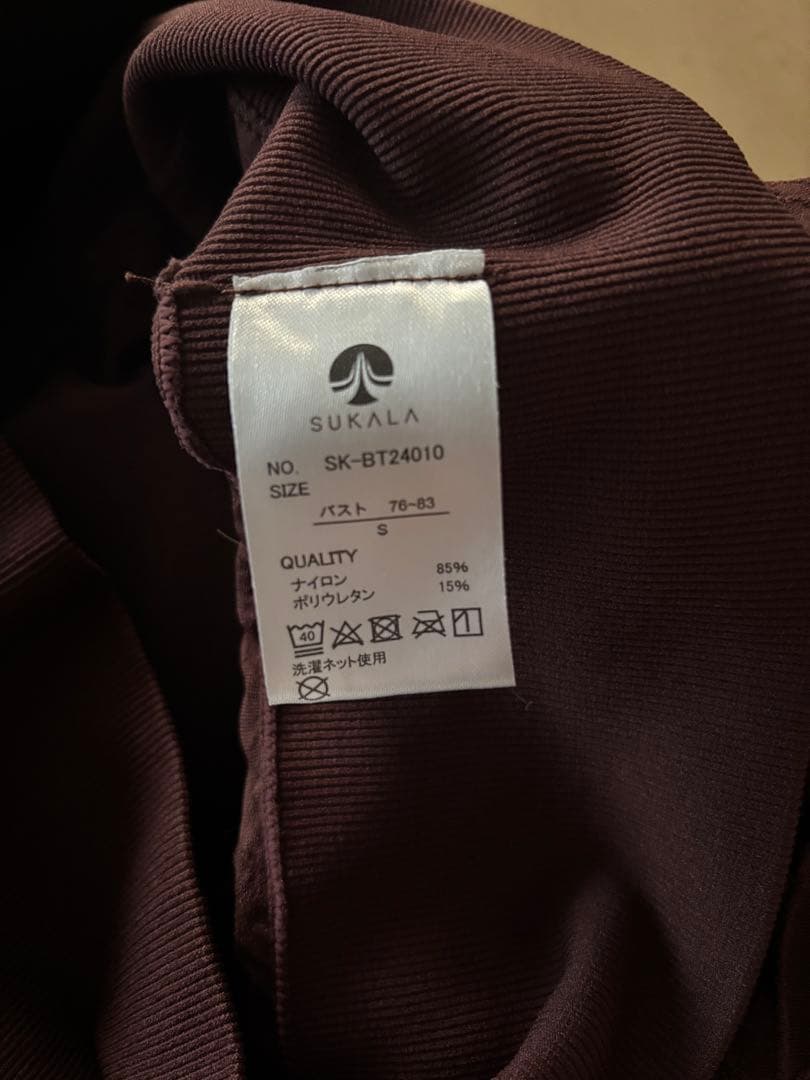 SUKALA
NO. SK-BT24010
SIZE
バスト 76-83
S
QUALITY
ナイロン 85%
ポリウレタン 15%
40
洗濯ネット使用